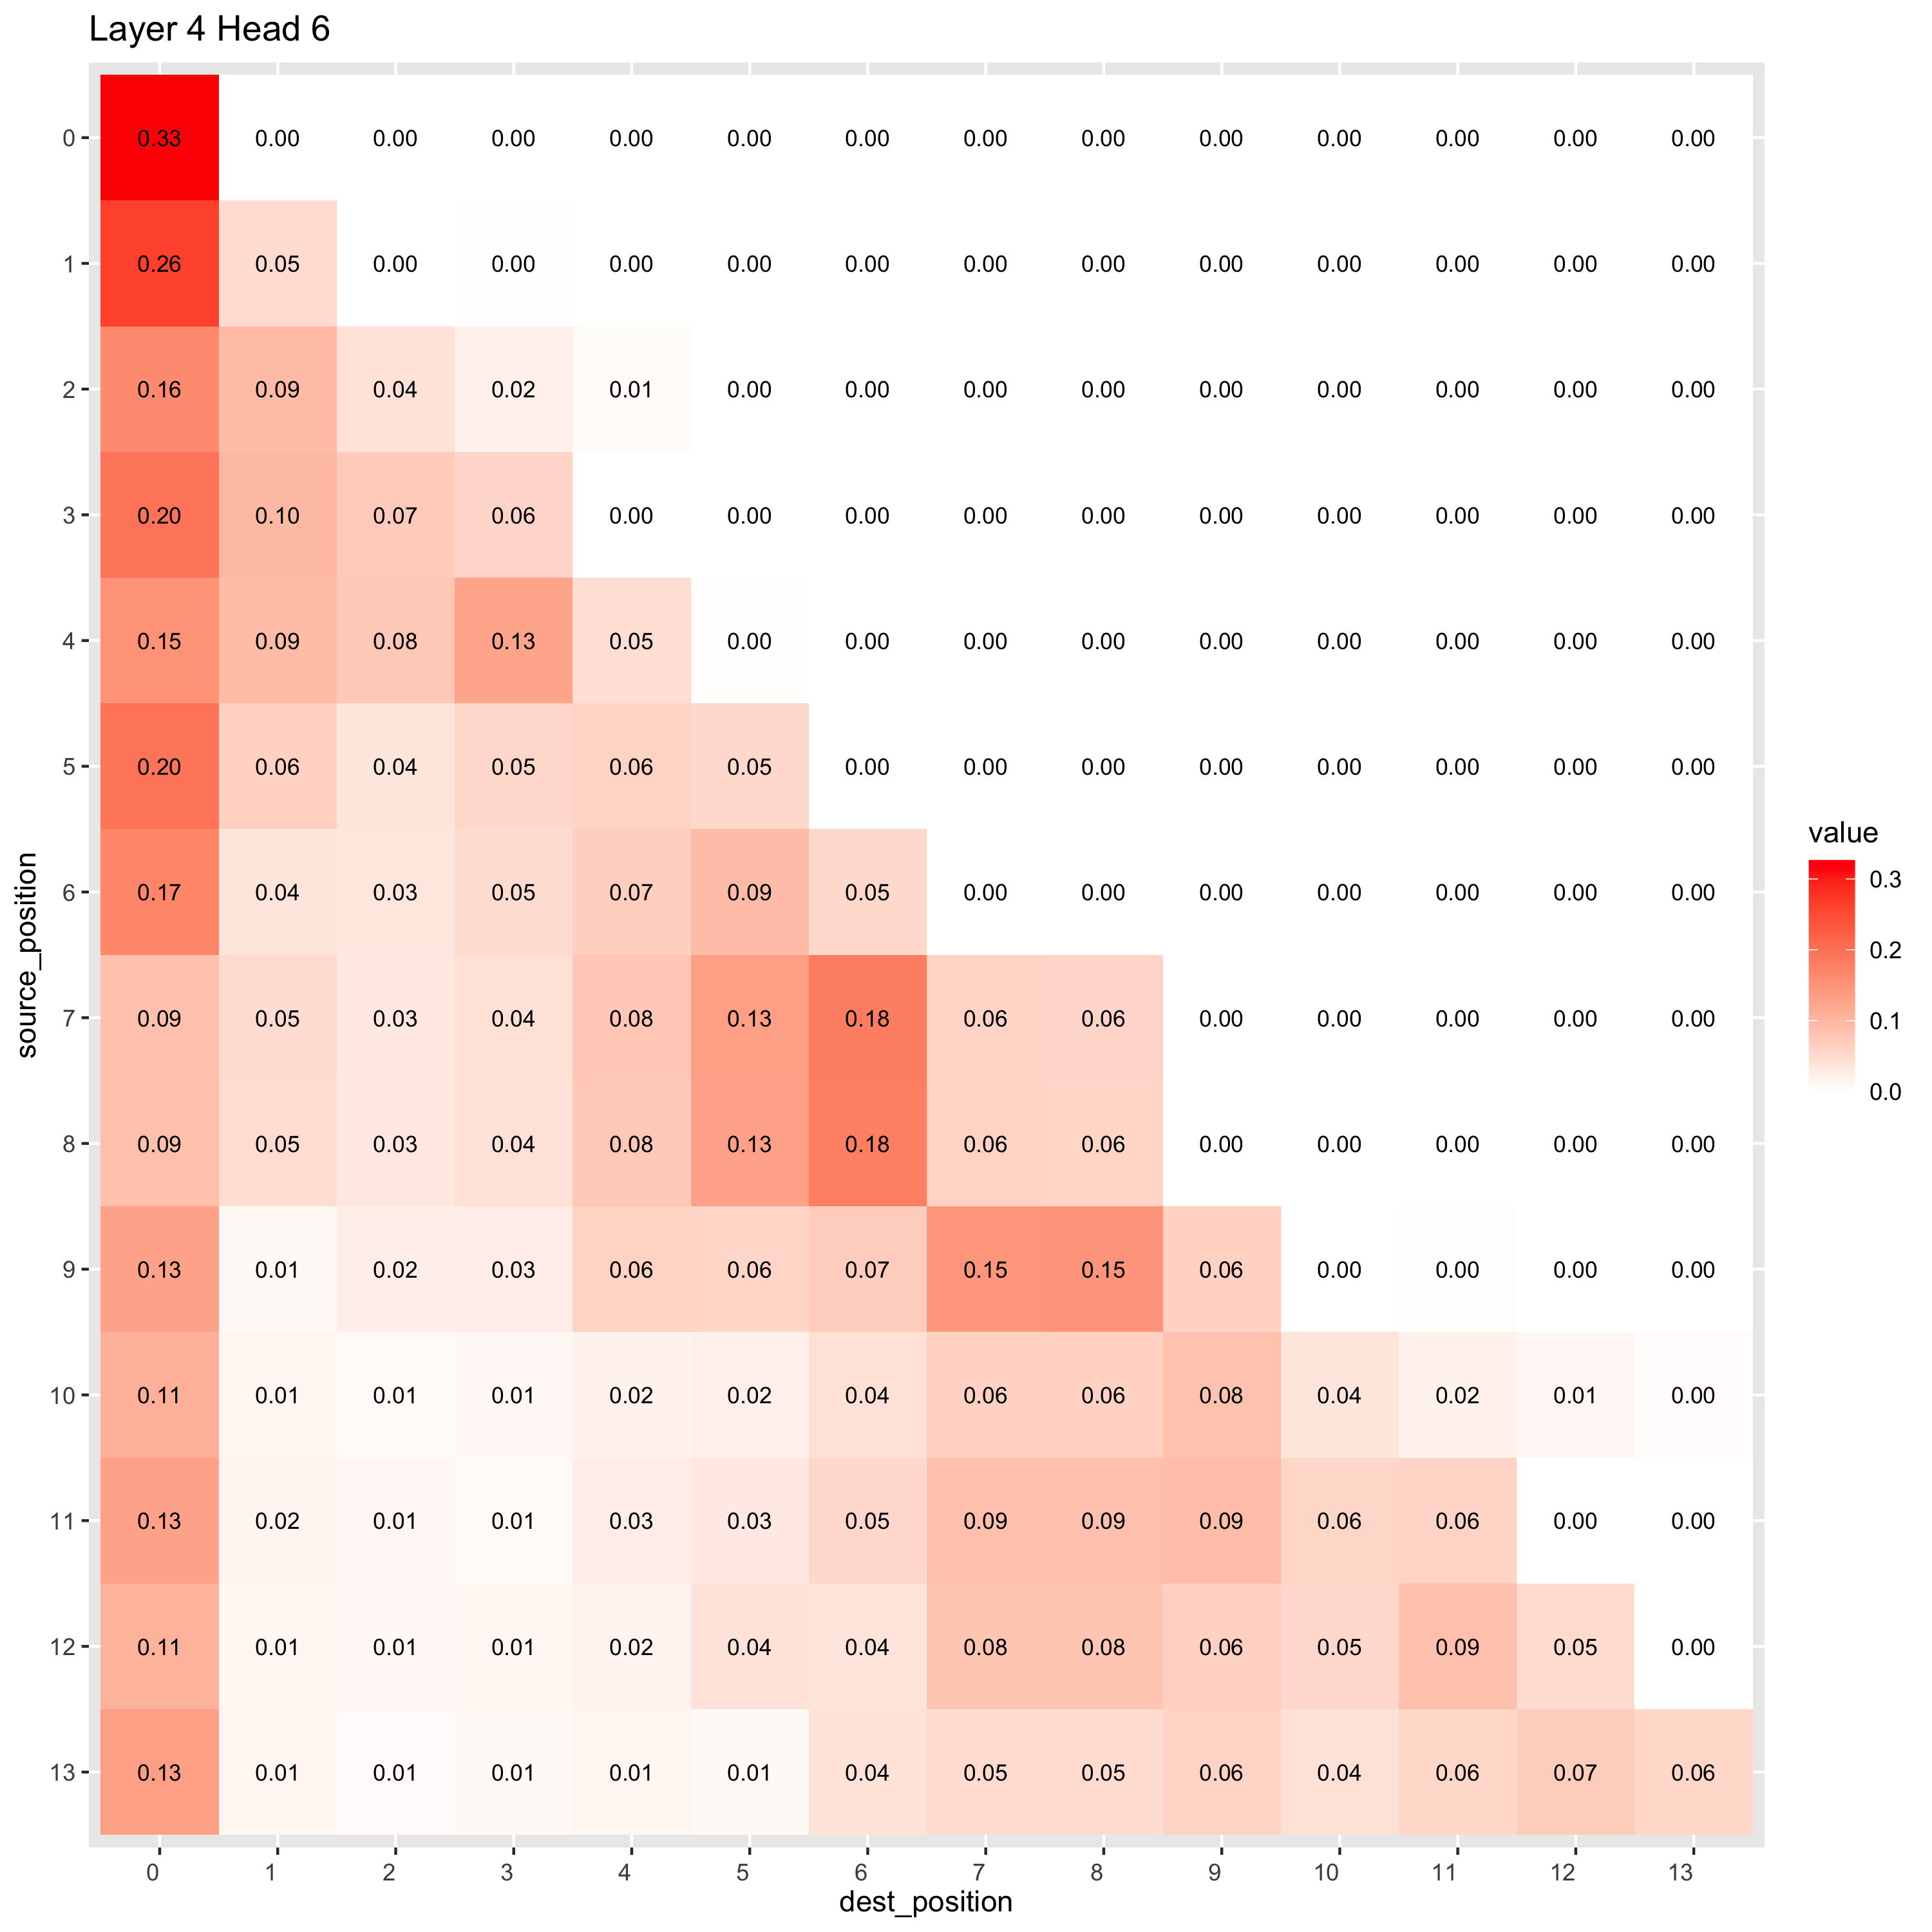 Layer 4 Head 6
0 0.33 0.00 0.00 0.00 0.00 0.00 0.00 0.00 0.00 0.00 0.00 0.00 0.00 0.00
1 0.26 0.05 0.00 0.00 0.00 0.00 0.00 0.00 0.00 0.00 0.00 0.00 0.00 0.00
2 0.16 0.09 0.04 0.02 0.01 0.00 0.00 0.00 0.00 0.00 0.00 0.00 0.00 0.00
3 0.20 0.10 0.07 0.06 0.00 0.00 0.00 0.00 0.00 0.00 0.00 0.00 0.00 0.00
4 0.15 0.09 0.08 0.13 0.05 0.00 0.00 0.00 0.00 0.00 0.00 0.00 0.00 0.00
5 0.20 0.06 0.04 0.05 0.06 0.05 0.00 0.00 0.00 0.00 0.00 0.00 0.00 0.00
6 0.17 0.04 0.03 0.05 0.07 0.09 0.05 0.00 0.00 0.00 0.00 0.00 0.00 0.00
7 0.09 0.05 0.03 0.04 0.08 0.13 0.18 0.06 0.06 0.00 0.00 0.00 0.00 0.00
8 0.09 0.05 0.03 0.04 0.08 0.13 0.18 0.06 0.06 0.00 0.00 0.00 0.00 0.00
9 0.13 0.01 0.02 0.03 0.06 0.06 0.07 0.15 0.15 0.06 0.00 0.00 0.00 0.00
10 0.11 0.01 0.01 0.01 0.02 0.02 0.04 0.06 0.06 0.08 0.04 0.02 0.01 0.00
11 0.13 0.02 0.01 0.01 0.03 0.03 0.05 0.09 0.09 0.09 0.06 0.06 0.00 0.00
12 0.11 0.01 0.01 0.01 0.02 0.04 0.04 0.08 0.08 0.06 0.05 0.09 0.05 0.00
13 0.13 0.01 0.01 0.01 0.01 0.01 0.04 0.05 0.05 0.06 0.04 0.06 0.07 0.06
0 1 2 3 4 5 6 7 8 9 10 11 12 13
dest_position
source_position
value
0.3
0.2
0.1
0.0